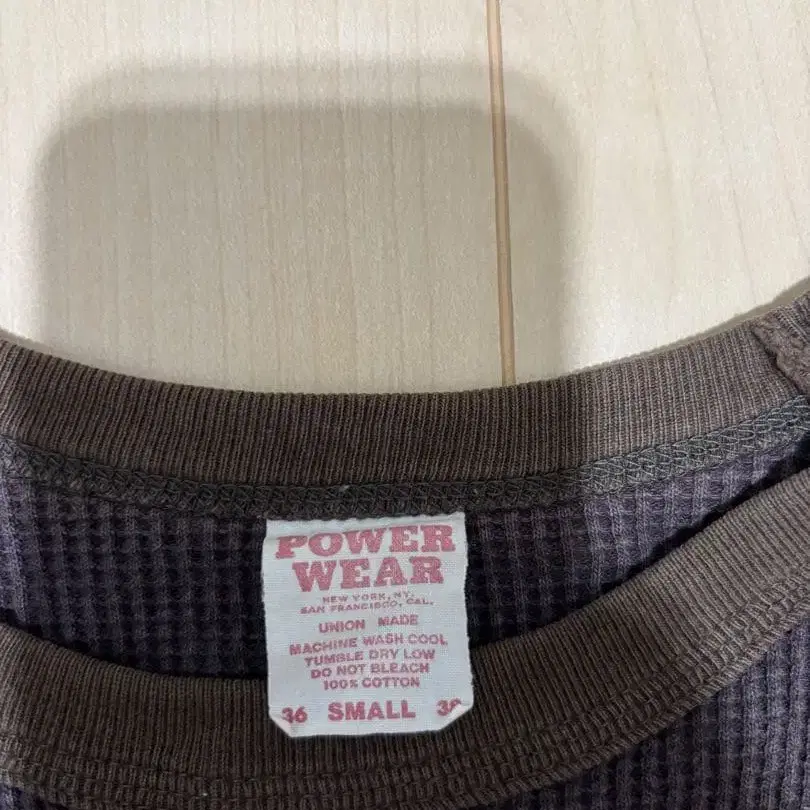 POWER
WEAR
NEW YORK, NY.
SAN FRANCISCO, CAL.
UNION MADE
MACHINE WASH COOL
TUMBLE DRY LOW
DO NOT BLEACH
100% COTTON
36 SMALL 38